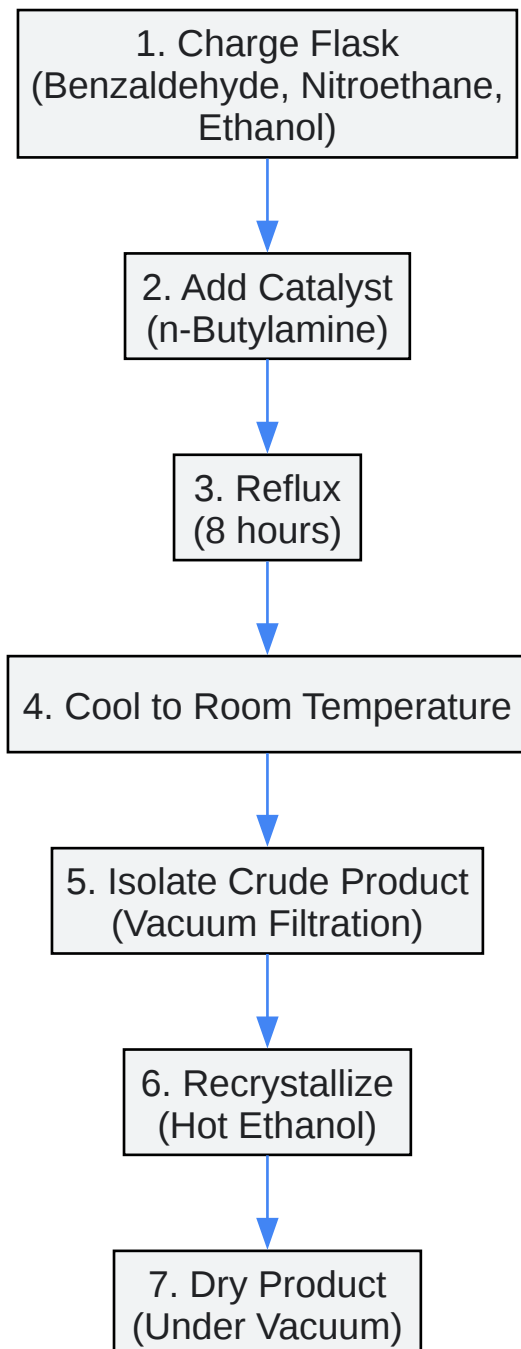 1. Charge Flask
(Benzaldehyde, Nitroethane,
Ethanol)
2. Add Catalyst
(n-Butylamine)
3. Reflux
(8 hours)
4. Cool to Room Temperature
5. Isolate Crude Product
(Vacuum Filtration)
6. Recrystallize
(Hot Ethanol)
7. Dry Product
(Under Vacuum)